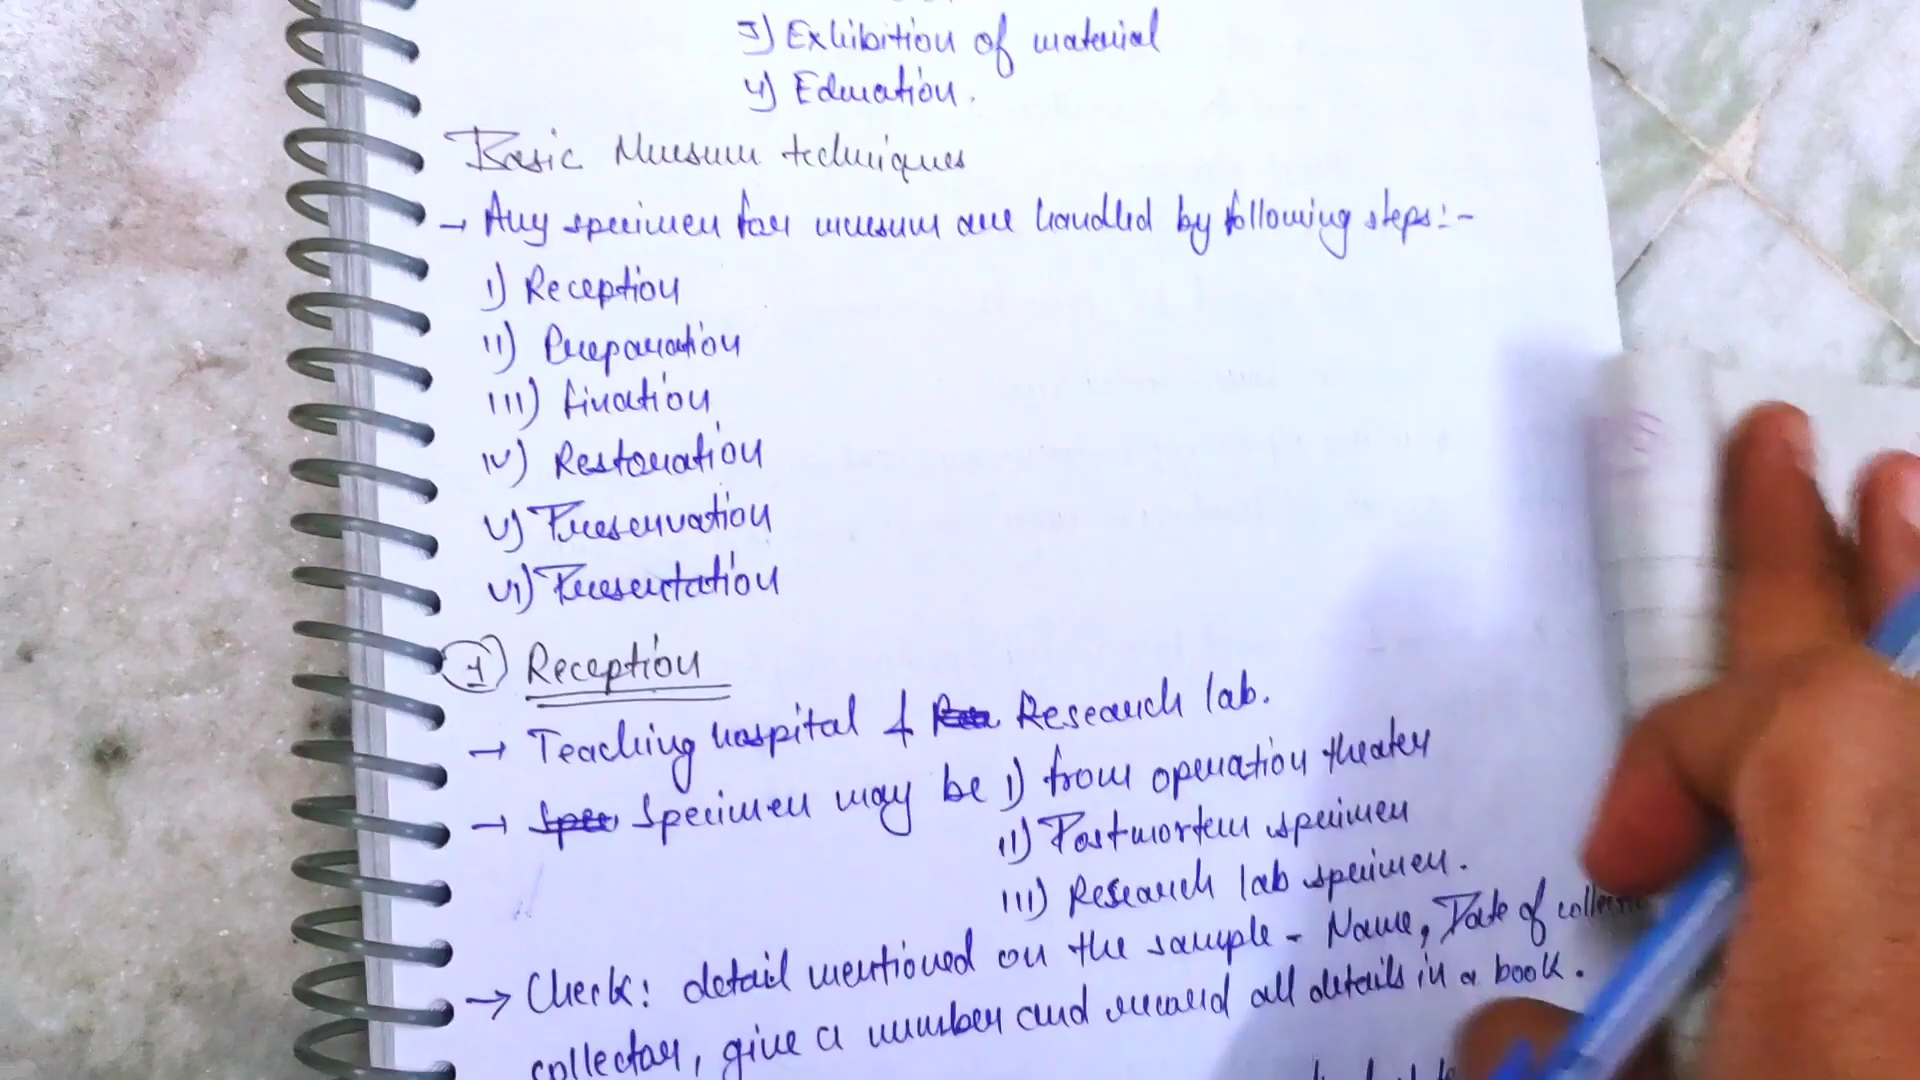 3) Exhibition of material
4) Education.
Basic Musum techniques
→ Any specimen for musum are handled by following steps:-
I) Reception
II) Preparation
III) fixation
IV) Restoration
V) Preservation
VI) Presentation
1 Reception
→ Teaching hospital & Research lab.
→ Specimen may be I) from operation theater
II) Postmortem specimen
III) Research lab specimen.
→ Check: detail mentioned on the sample - Name, Date of
collector, give a number and record all details in a book.